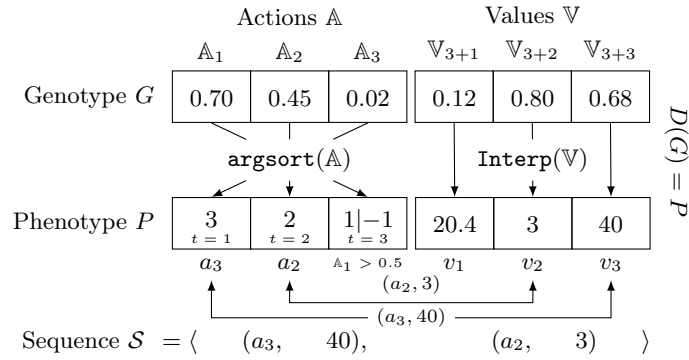 Actions 𝔸 Values 𝕍
𝔸₁ 𝔸₂ 𝔸₃ 𝕍₃₊₁ 𝕍₃₊₂ 𝕍₃₊₃
Genotype G 0.70 0.45 0.02 0.12 0.80 0.68
argsort(𝔸) Interp(𝕍)
D(G) = P
Phenotype P 3 2 1|−1 20.4 3 40
t = 1 t = 2 t = 3
a₃ a₂ 𝔸₁ > 0.5 v₁ v₂ v₃
(a₂, 3)
(a₃, 40)
Sequence 𝒮 = ⟨ (a₃, 40), (a₂, 3) ⟩